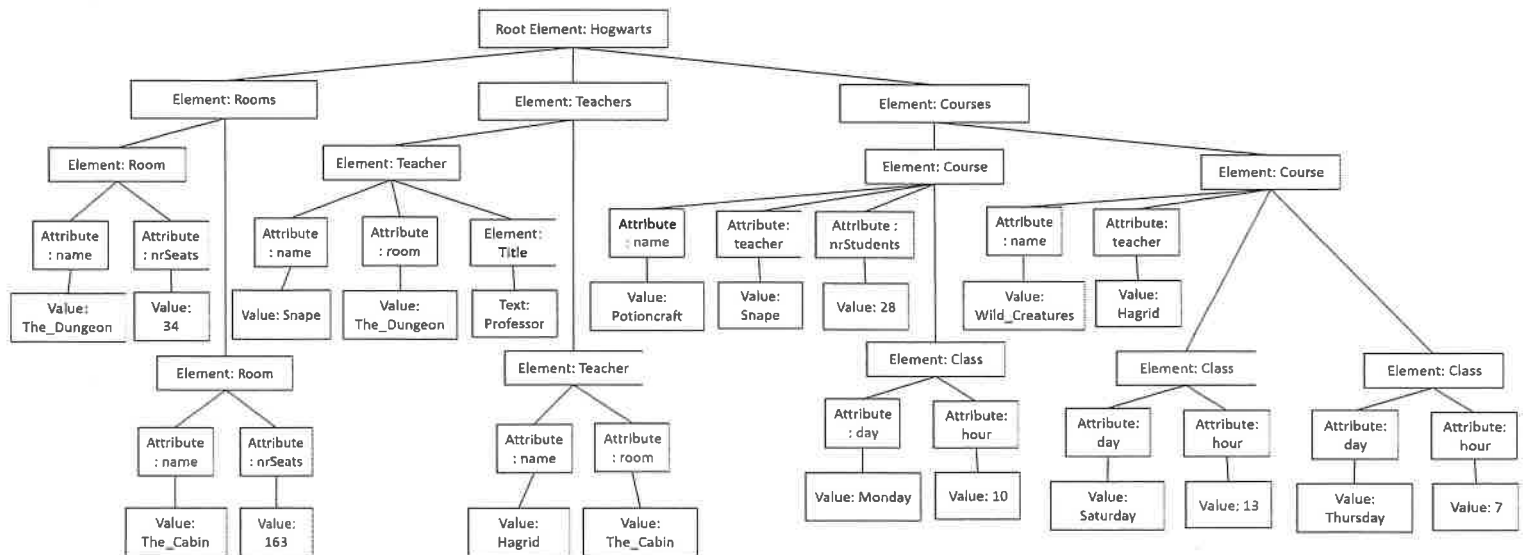 Root Element: Hogwarts
Element: Rooms
Element: Teachers
Element: Courses
Element: Room
Element: Teacher
Element: Course
Element: Course
Attribute
: name
Attribute
: nrSeats
Attribute
: name
Attribute
: room
Element:
Title
Attribute
: name
Attribute:
teacher
Attribute :
nrStudents
Attribute
: name
Attribute:
teacher
Value:
The_Dungeon
Value:
34
Value: Snape
Value:
The_Dungeon
Text:
Professor
Value:
Potioncraft
Value:
Snape
Value: 28
Value:
Wild_Creatures
Value:
Hagrid
Element: Room
Element: Teacher
Element: Class
Element: Class
Element: Class
Attribute
: name
Attribute
: nrSeats
Attribute
: name
Attribute
: room
Attribute
: day
Attribute:
hour
Attribute:
day
Attribute:
hour
Attribute:
day
Attribute:
hour
Value:
The_Cabin
Value:
163
Value:
Hagrid
Value:
The_Cabin
Value: Monday
Value: 10
Value:
Saturday
Value: 13
Value:
Thursday
Value: 7